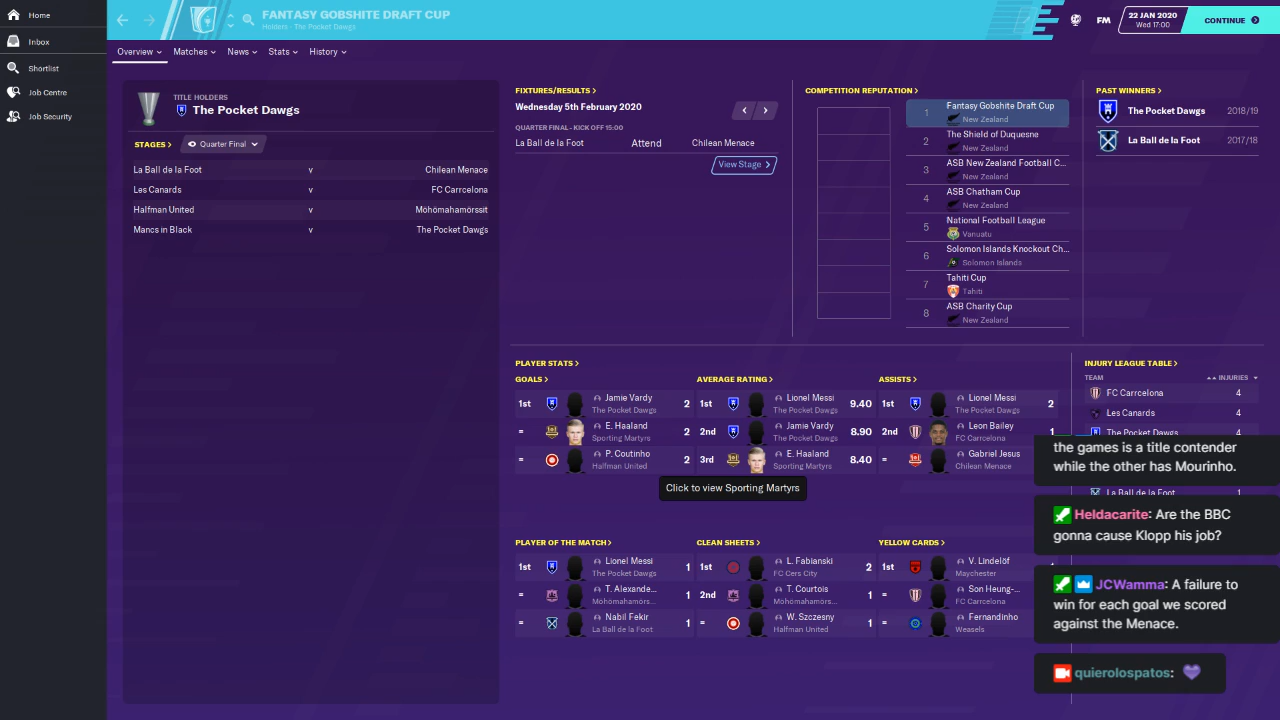 Home
Inbox
Shortlist
Job Centre
Job Security
FANTASY GOBSHITE DRAFT CUP
Holders - The Pocket Dawgs
FM
22 JAN 2020
Wed 17:00
CONTINUE
Overview
Matches
News
Stats
History
TITLE HOLDERS
The Pocket Dawgs
STAGES
Quarter Final
La Ball de la Foot v Chilean Menace
Les Canards v FC Carrcelona
Halfman United v Möhömahamörssit
Mancs in Black v The Pocket Dawgs
FIXTURES/RESULTS
Wednesday 5th February 2020
QUARTER FINAL - KICK OFF 15:00
La Ball de la Foot Attend Chilean Menace
View Stage
COMPETITION REPUTATION
1 Fantasy Gobshite Draft Cup
New Zealand
2 The Shield of Duquesne
New Zealand
3 ASB New Zealand Football C...
New Zealand
4 ASB Chatham Cup
New Zealand
5 National Football League
Vanuatu
6 Solomon Islands Knockout Ch...
Solomon Islands
7 Tahiti Cup
Tahiti
8 ASB Charity Cup
New Zealand
PAST WINNERS
The Pocket Dawgs 2018/19
La Ball de la Foot 2017/18
PLAYER STATS
GOALS
1st Jamie Vardy 2
The Pocket Dawgs
= E. Haaland 2
Sporting Martyrs
= P. Coutinho 2
Halfman United
AVERAGE RATING
1st Lionel Messi 9.40
The Pocket Dawgs
2nd Jamie Vardy 8.90
The Pocket Dawgs
3rd E. Haaland 8.40
Sporting Martyrs
ASSISTS
1st Lionel Messi 2
The Pocket Dawgs
2nd Leon Bailey 1
FC Carrcelona
= Gabriel Jesus
Chilean Menace
Click to view Sporting Martyrs
PLAYER OF THE MATCH
1st Lionel Messi 1
The Pocket Dawgs
= T. Alexande... 1
Möhömahamörs...
= Nabil Fekir 1
La Ball de la Foot
CLEAN SHEETS
1st L. Fabianski 2
FC Cers City
2nd T. Courtois 1
Möhömahamörs...
= W. Szczesny 1
Halfman United
YELLOW CARDS
1st V. Lindelöf
Maychester
= Son Heung-...
FC Carrcelona
= Fernandinho
Weasels
INJURY LEAGUE TABLE
TEAM INJURIES
FC Carrcelona 4
Les Canards 4
The Pocket Dawgs 4
La Ball de la Foot 1
the games is a title contender
while the other has Mourinho.
Heldacarite: Are the BBC
gonna cause Klopp his job?
JCWamma: A failure to
win for each goal we scored
against the Menace.
quierolospatos: